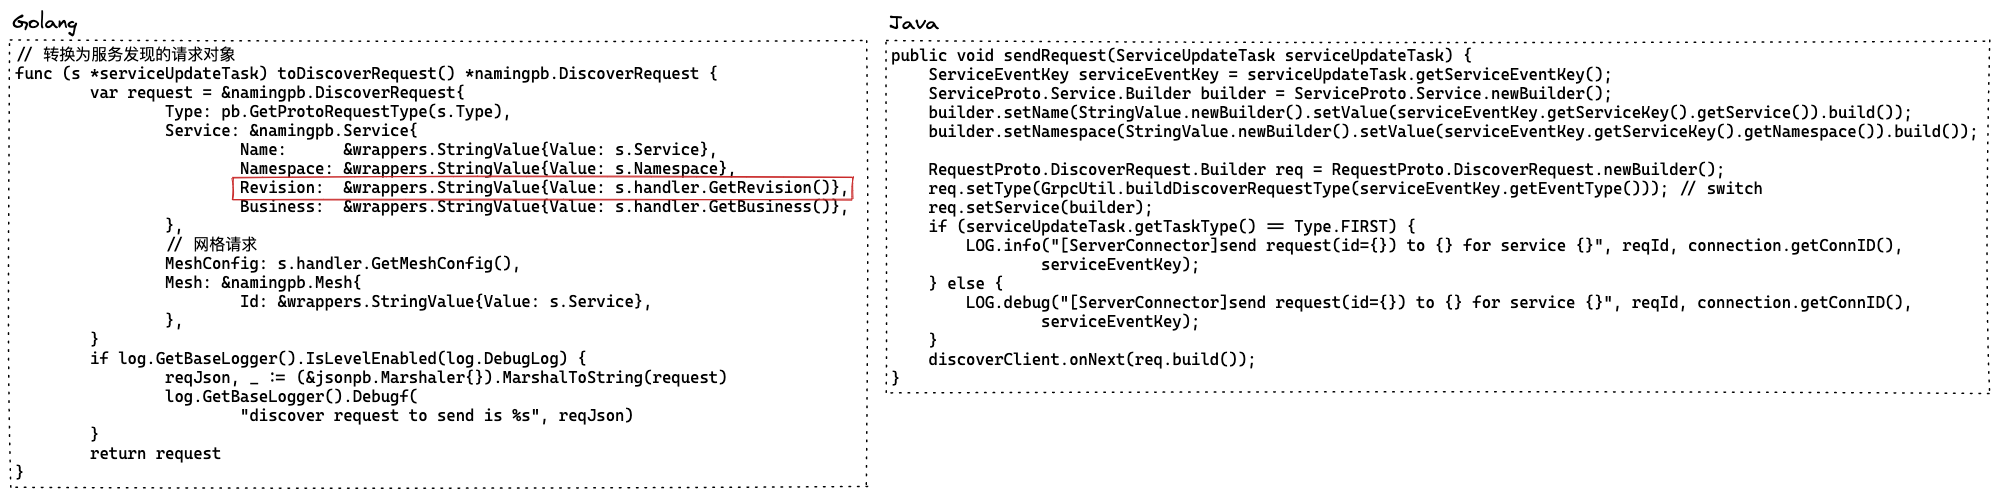 Golang
// 转换为服务发现的请求对象
func (s *serviceUpdateTask) toDiscoverRequest() *namingpb.DiscoverRequest {
        var request = &namingpb.DiscoverRequest{
                Type: pb.GetProtoRequestType(s.Type),
                Service: &namingpb.Service{
                        Name:      &wrappers.StringValue{Value: s.Service},
                        Namespace: &wrappers.StringValue{Value: s.Namespace},
                        Revision:  &wrappers.StringValue{Value: s.handler.GetRevision()},
                        Business:  &wrappers.StringValue{Value: s.handler.GetBusiness()},
                },
                // 网格请求
                MeshConfig: s.handler.GetMeshConfig(),
                Mesh: &namingpb.Mesh{
                        Id: &wrappers.StringValue{Value: s.Service},
                },
        }
        if log.GetBaseLogger().IsLevelEnabled(log.DebugLog) {
                reqJson, _ := (&jsonpb.Marshaler{}).MarshalToString(request)
                log.GetBaseLogger().Debugf(
                        "discover request to send is %s", reqJson)
        }
        return request
}
Java
public void sendRequest(ServiceUpdateTask serviceUpdateTask) {
    ServiceEventKey serviceEventKey = serviceUpdateTask.getServiceEventKey();
    ServiceProto.Service.Builder builder = ServiceProto.Service.newBuilder();
    builder.setName(StringValue.newBuilder().setValue(serviceEventKey.getServiceKey().getService()).build());
    builder.setNamespace(StringValue.newBuilder().setValue(serviceEventKey.getServiceKey().getNamespace()).build());
    RequestProto.DiscoverRequest.Builder req = RequestProto.DiscoverRequest.newBuilder();
    req.setType(GrpcUtil.buildDiscoverRequestType(serviceEventKey.getEventType())); // switch
    req.setService(builder);
    if (serviceUpdateTask.getTaskType() == Type.FIRST) {
        LOG.info("[ServerConnector]send request(id={}) to {} for service {}", reqId, connection.getConnID(),
                serviceEventKey);
    } else {
        LOG.debug("[ServerConnector]send request(id={}) to {} for service {}", reqId, connection.getConnID(),
                serviceEventKey);
    }
    discoverClient.onNext(req.build());
}